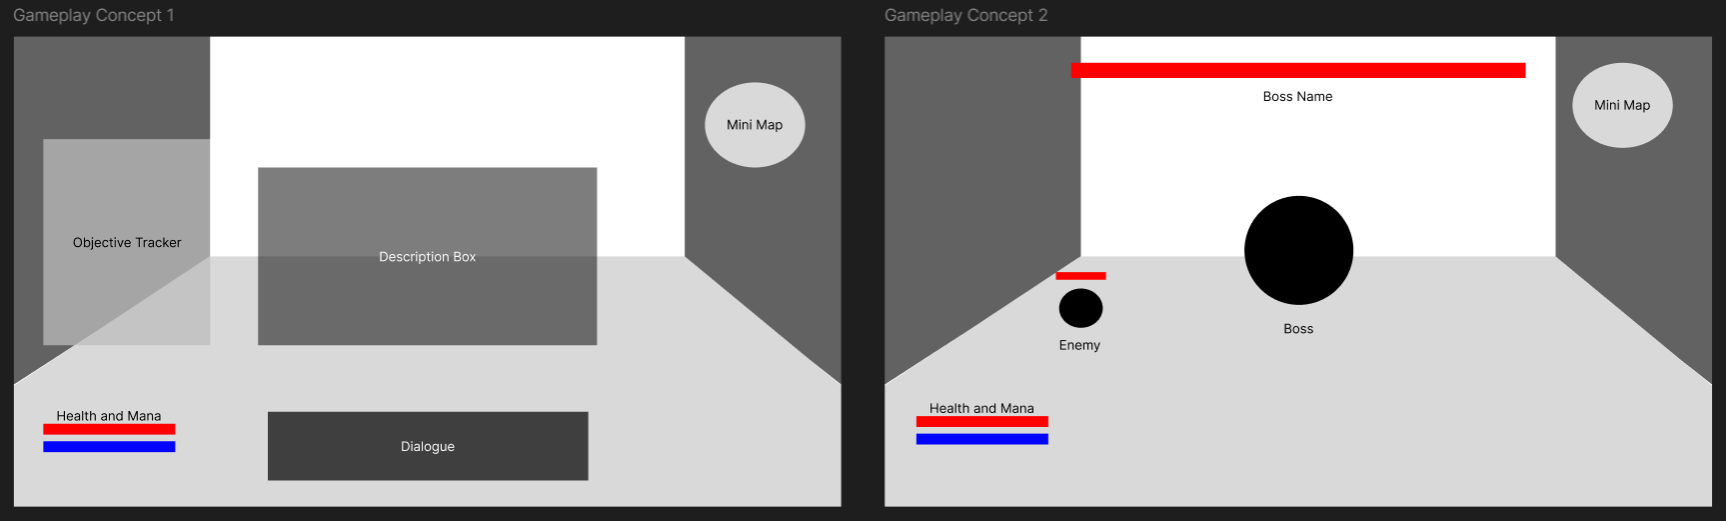 Gameplay Concept 1
Mini Map
Objective Tracker
Description Box
Health and Mana
Dialogue
Gameplay Concept 2
Boss Name
Mini Map
Boss
Enemy
Health and Mana